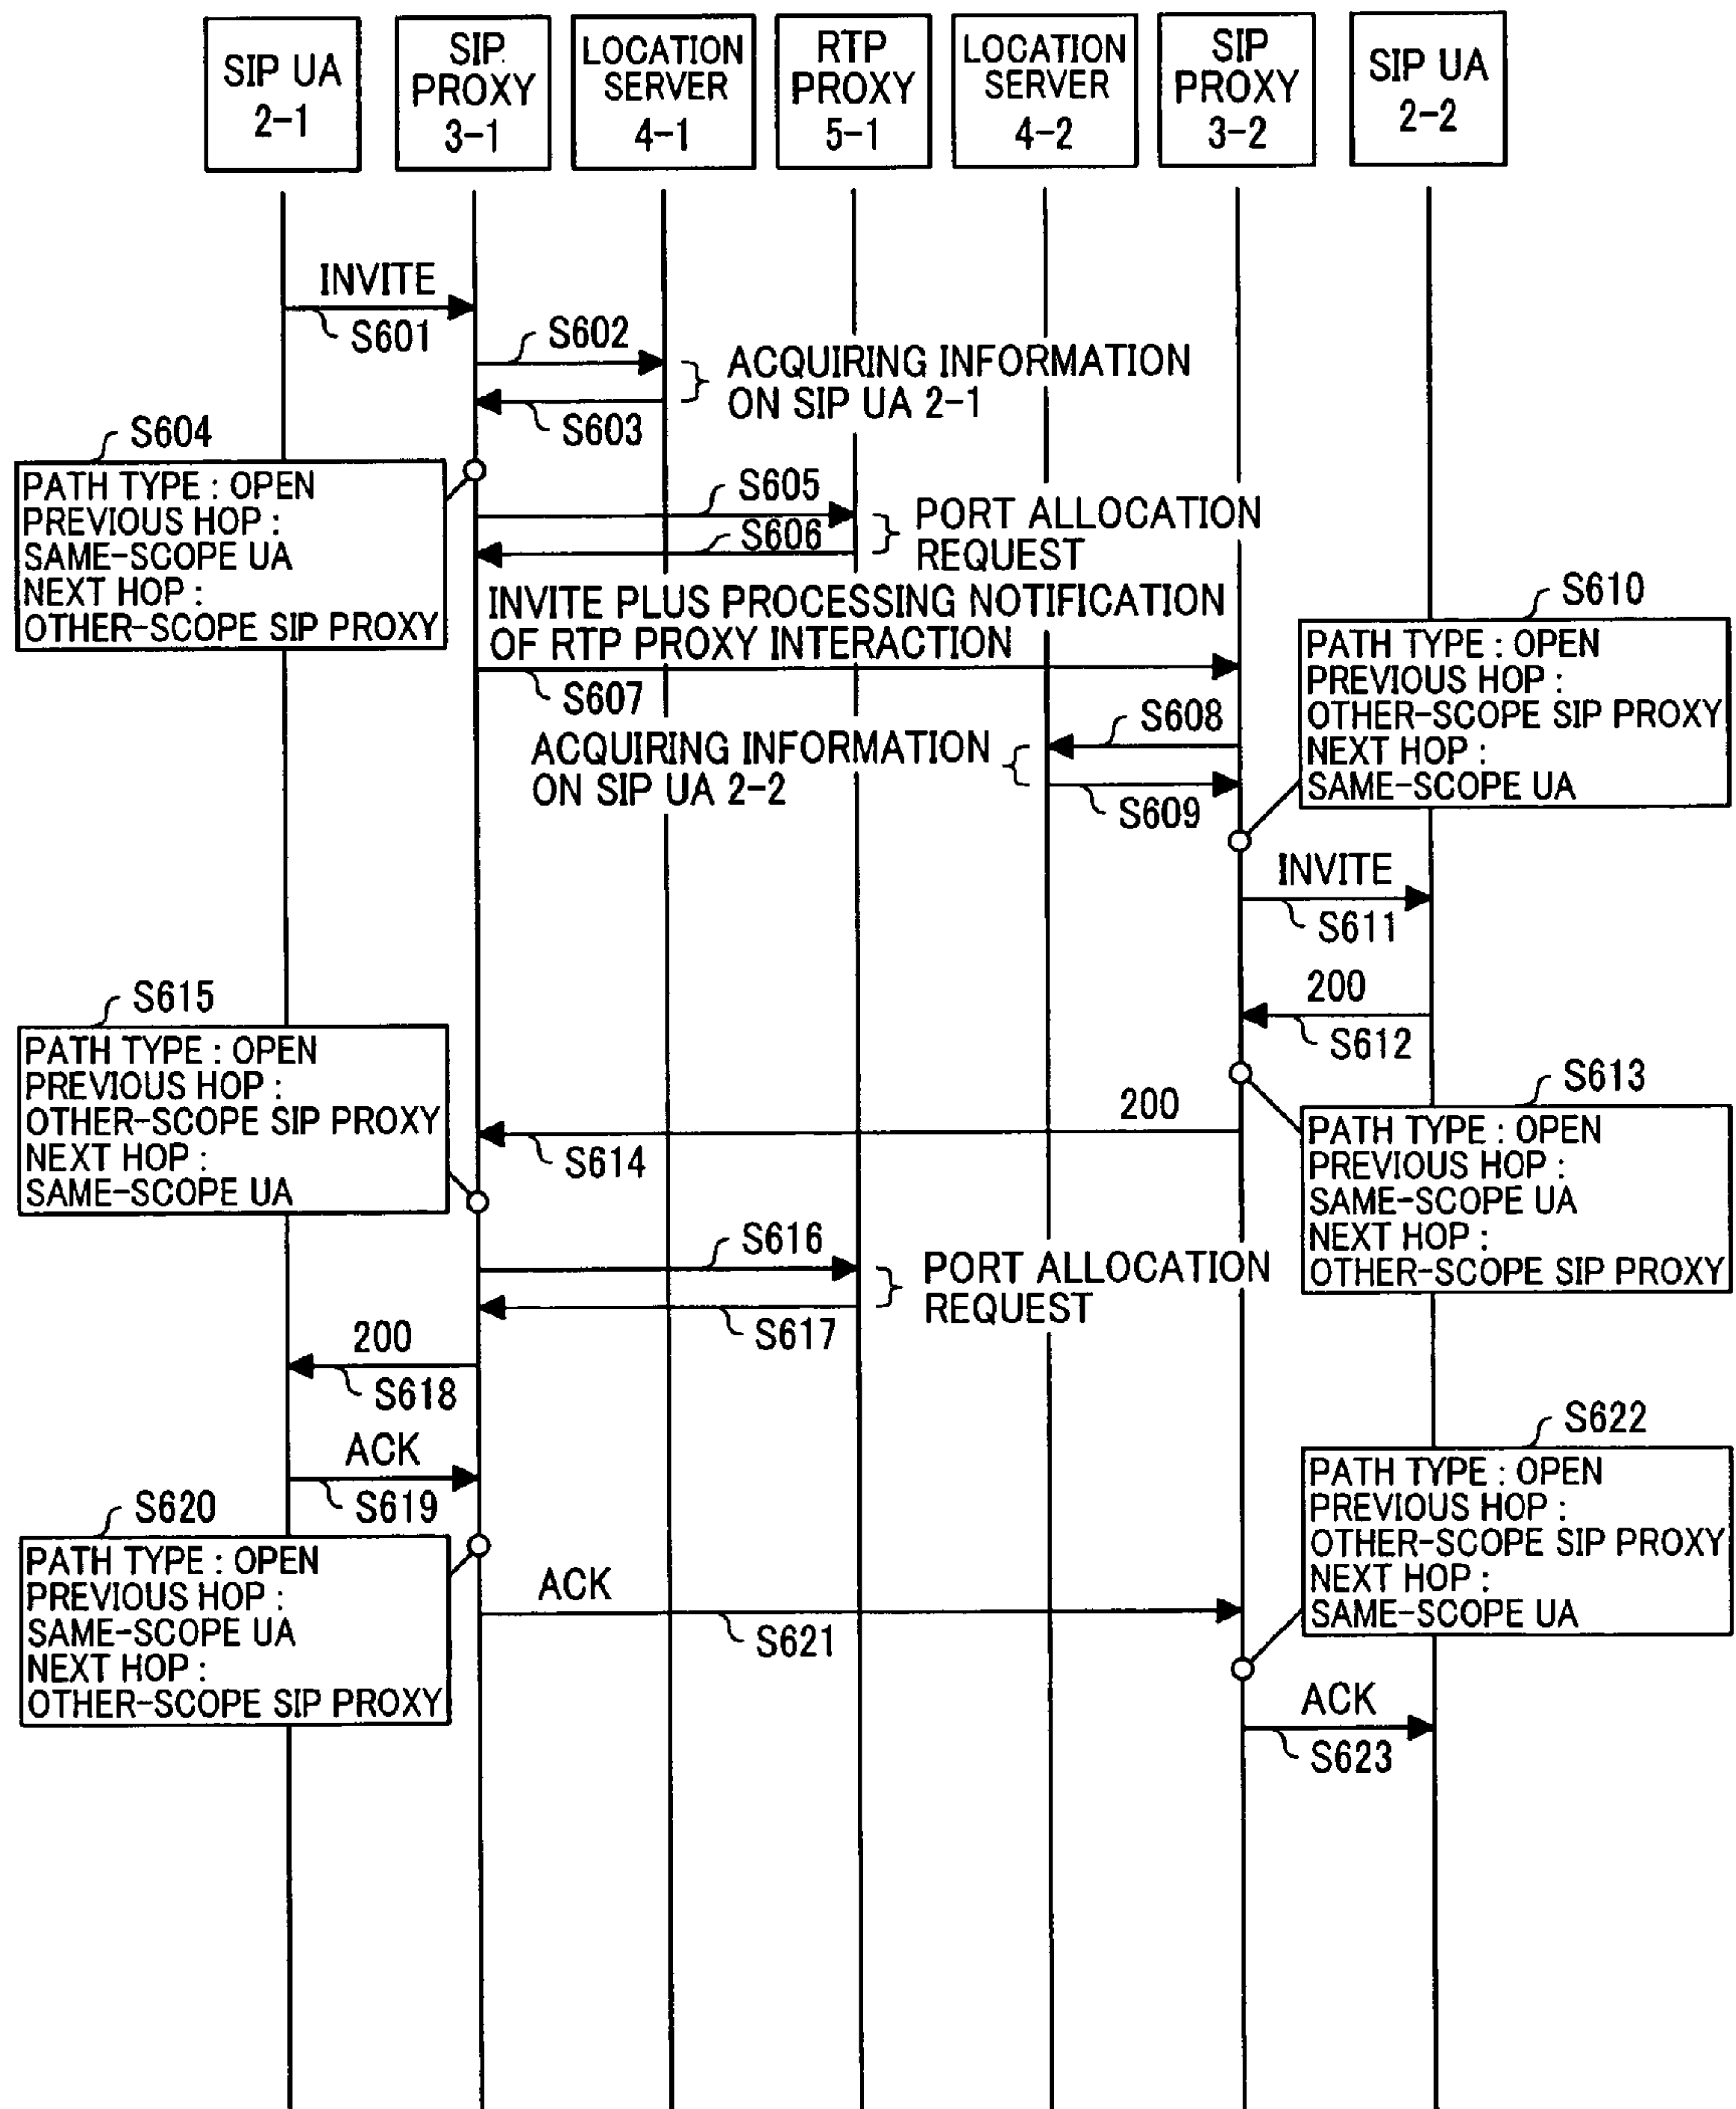 SIP UA
2-1
SIP
PROXY
3-1
LOCATION
SERVER
4-1
RTP
PROXY
5-1
LOCATION
SERVER
4-2
SIP
PROXY
3-2
SIP UA
2-2
INVITE
S601
S602
ACQUIRING INFORMATION
ON SIP UA 2-1
S603
S604
PATH TYPE : OPEN
PREVIOUS HOP :
SAME-SCOPE UA
NEXT HOP :
OTHER-SCOPE SIP PROXY
S605
S606
PORT ALLOCATION
REQUEST
INVITE PLUS PROCESSING NOTIFICATION
OF RTP PROXY INTERACTION
S607
S610
PATH TYPE : OPEN
PREVIOUS HOP :
OTHER-SCOPE SIP PROXY
NEXT HOP :
SAME-SCOPE UA
S608
ACQUIRING INFORMATION
ON SIP UA 2-2
S609
INVITE
S611
200
S612
S615
PATH TYPE : OPEN
PREVIOUS HOP :
OTHER-SCOPE SIP PROXY
NEXT HOP :
SAME-SCOPE UA
S613
PATH TYPE : OPEN
PREVIOUS HOP :
SAME-SCOPE UA
NEXT HOP :
OTHER-SCOPE SIP PROXY
200
S614
S616
PORT ALLOCATION
REQUEST
S617
200
S618
ACK
S619
S622
PATH TYPE : OPEN
PREVIOUS HOP :
OTHER-SCOPE SIP PROXY
NEXT HOP :
SAME-SCOPE UA
S620
PATH TYPE : OPEN
PREVIOUS HOP :
SAME-SCOPE UA
NEXT HOP :
OTHER-SCOPE SIP PROXY
ACK
S621
ACK
S623